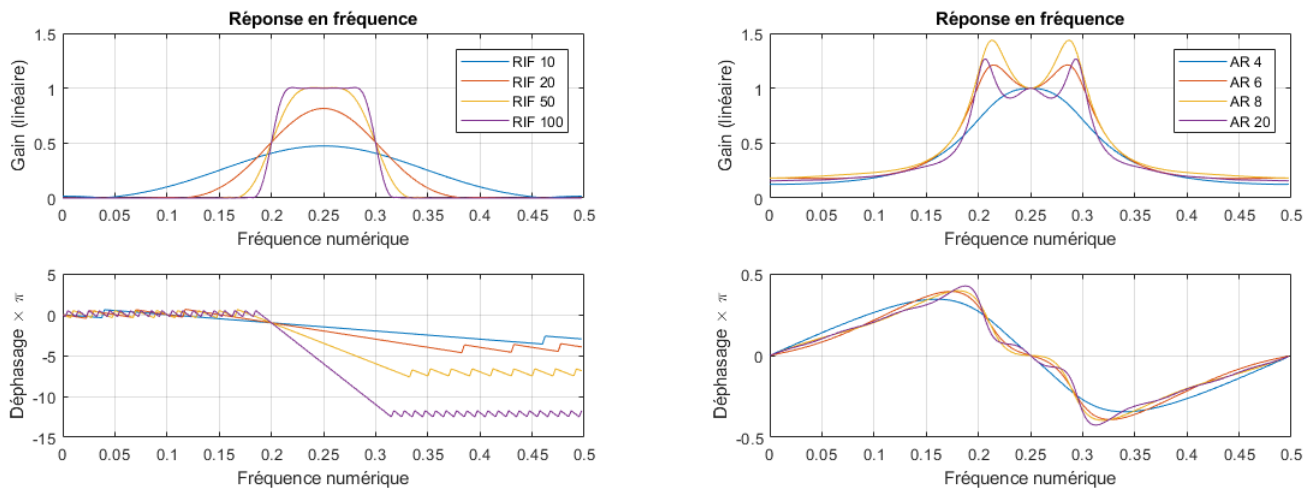 Réponse en fréquence
1.5
1
0.5
0
Gain (linéaire)
RIF 10
RIF 20
RIF 50
RIF 100
0 0.05 0.1 0.15 0.2 0.25 0.3 0.35 0.4 0.45 0.5
Fréquence numérique
5
0
-5
-10
-15
Déphasage × π
0 0.05 0.1 0.15 0.2 0.25 0.3 0.35 0.4 0.45 0.5
Fréquence numérique
Réponse en fréquence
1.5
1
0.5
0
Gain (linéaire)
AR 4
AR 6
AR 8
AR 20
0 0.05 0.1 0.15 0.2 0.25 0.3 0.35 0.4 0.45 0.5
Fréquence numérique
0.5
0
-0.5
Déphasage × π
0 0.05 0.1 0.15 0.2 0.25 0.3 0.35 0.4 0.45 0.5
Fréquence numérique